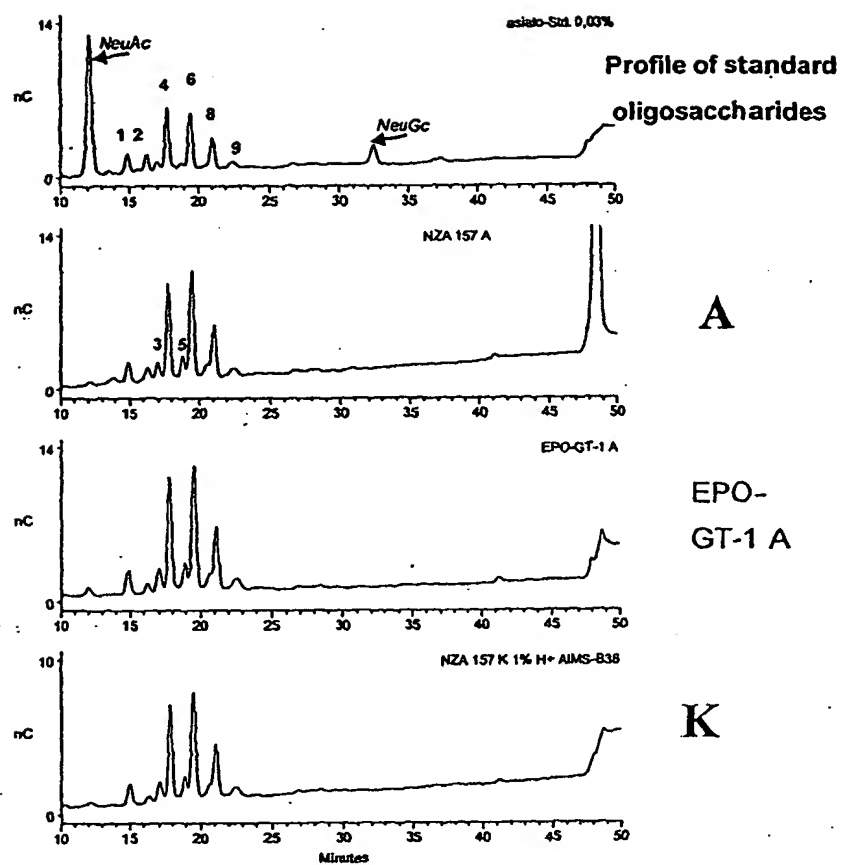 14
NeuAc
asialo-Std. 0,03%
Profile of standard
oligosaccharides
nC
4
6
1 2
8
9
NeuGc
0
10 15 20 25 30 35 40 45 50
14
NZA 157 A
nC
A
3
5
0
10 15 20 25 30 35 41 45 50
14
EPO-GT-1 A
nC
EPO-
GT-1 A
0
10 15 20 25 30 35 40 45 50
10
NZA 157 K 1% H+ AIMS-B38
nC
K
0
10 15 20 25 30 35 40 45 50
Minutes